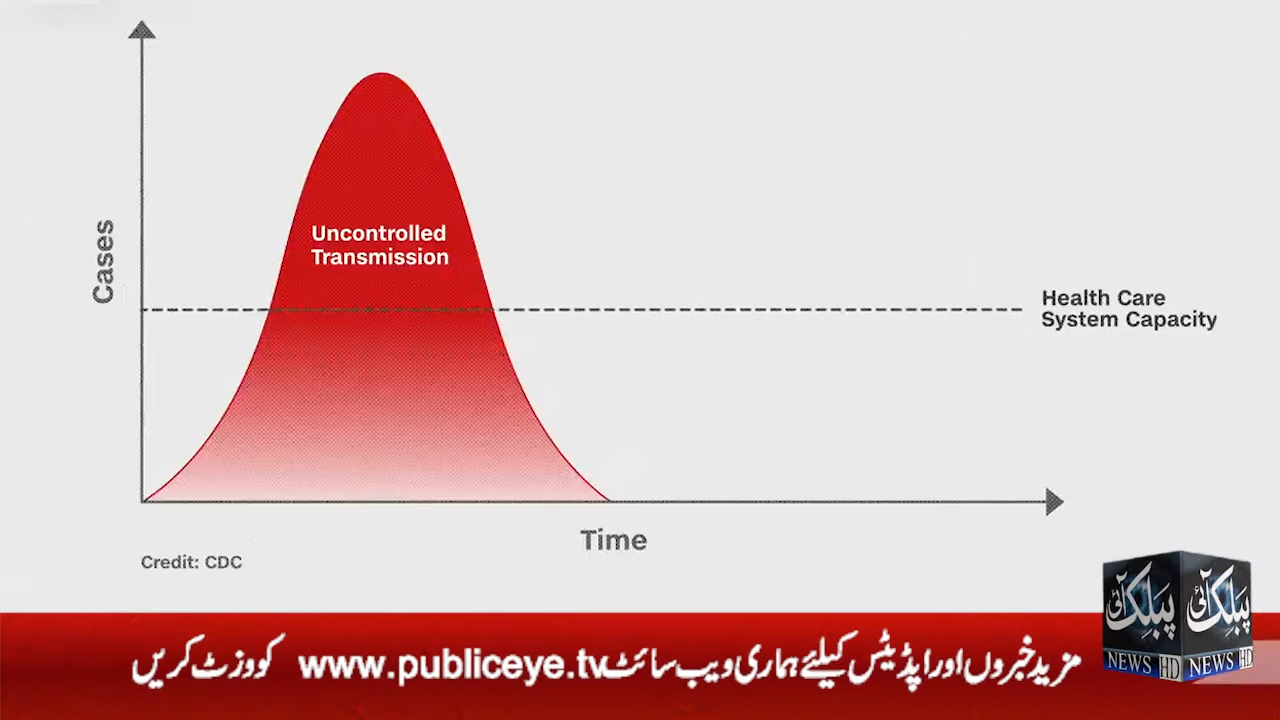 Uncontrolled
Transmission
Cases
Health Care
System Capacity
Time
Credit: CDC
پبلک آئی پبلک آئی
NEWS HD NEWS HD
مزید خبروں اور اپڈیٹس کیلئے ہماری ویب سائٹ www.publiceye.tv کو وزٹ کریں